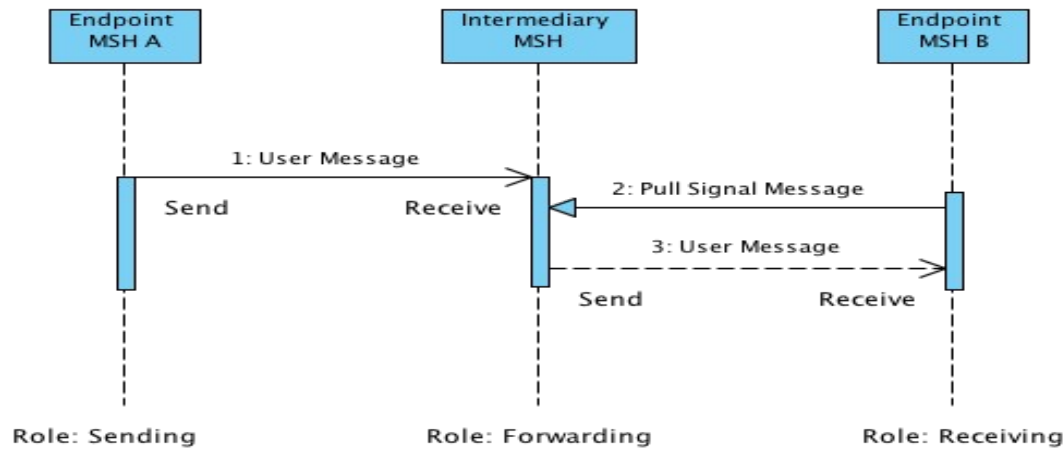 Endpoint
MSH A
Intermediary
MSH
Endpoint
MSH B
1: User Message
2: Pull Signal Message
Send
Receive
3: User Message
Send
Receive
Role: Sending
Role: Forwarding
Role: Receiving